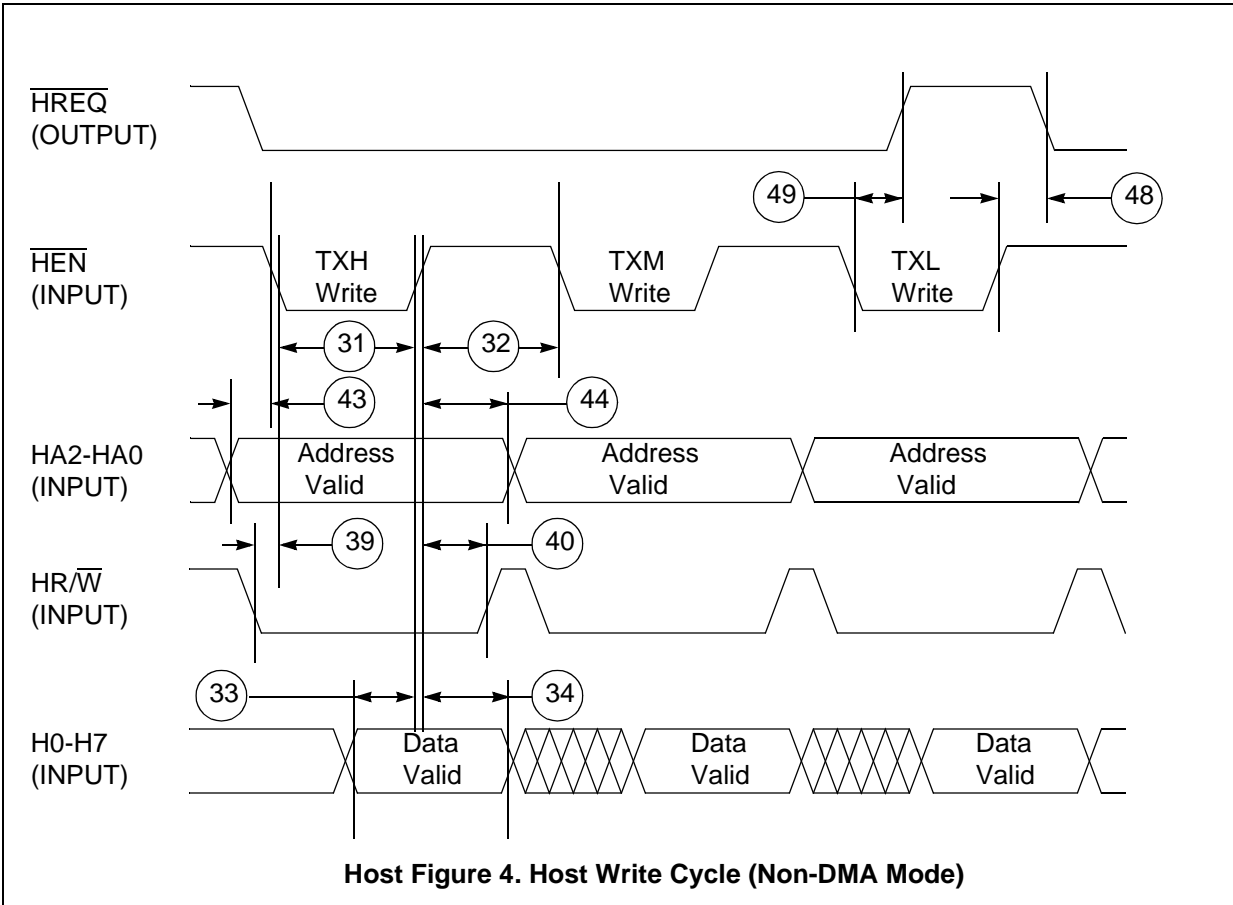 HREQ
(OUTPUT)
49
48
HEN
(INPUT)
TXH
Write
TXM
Write
TXL
Write
31
32
43
44
HA2-HA0
(INPUT)
Address
Valid
Address
Valid
Address
Valid
39
40
HR/W
(INPUT)
33
34
H0-H7
(INPUT)
Data
Valid
Data
Valid
Data
Valid
Host Figure 4. Host Write Cycle (Non-DMA Mode)